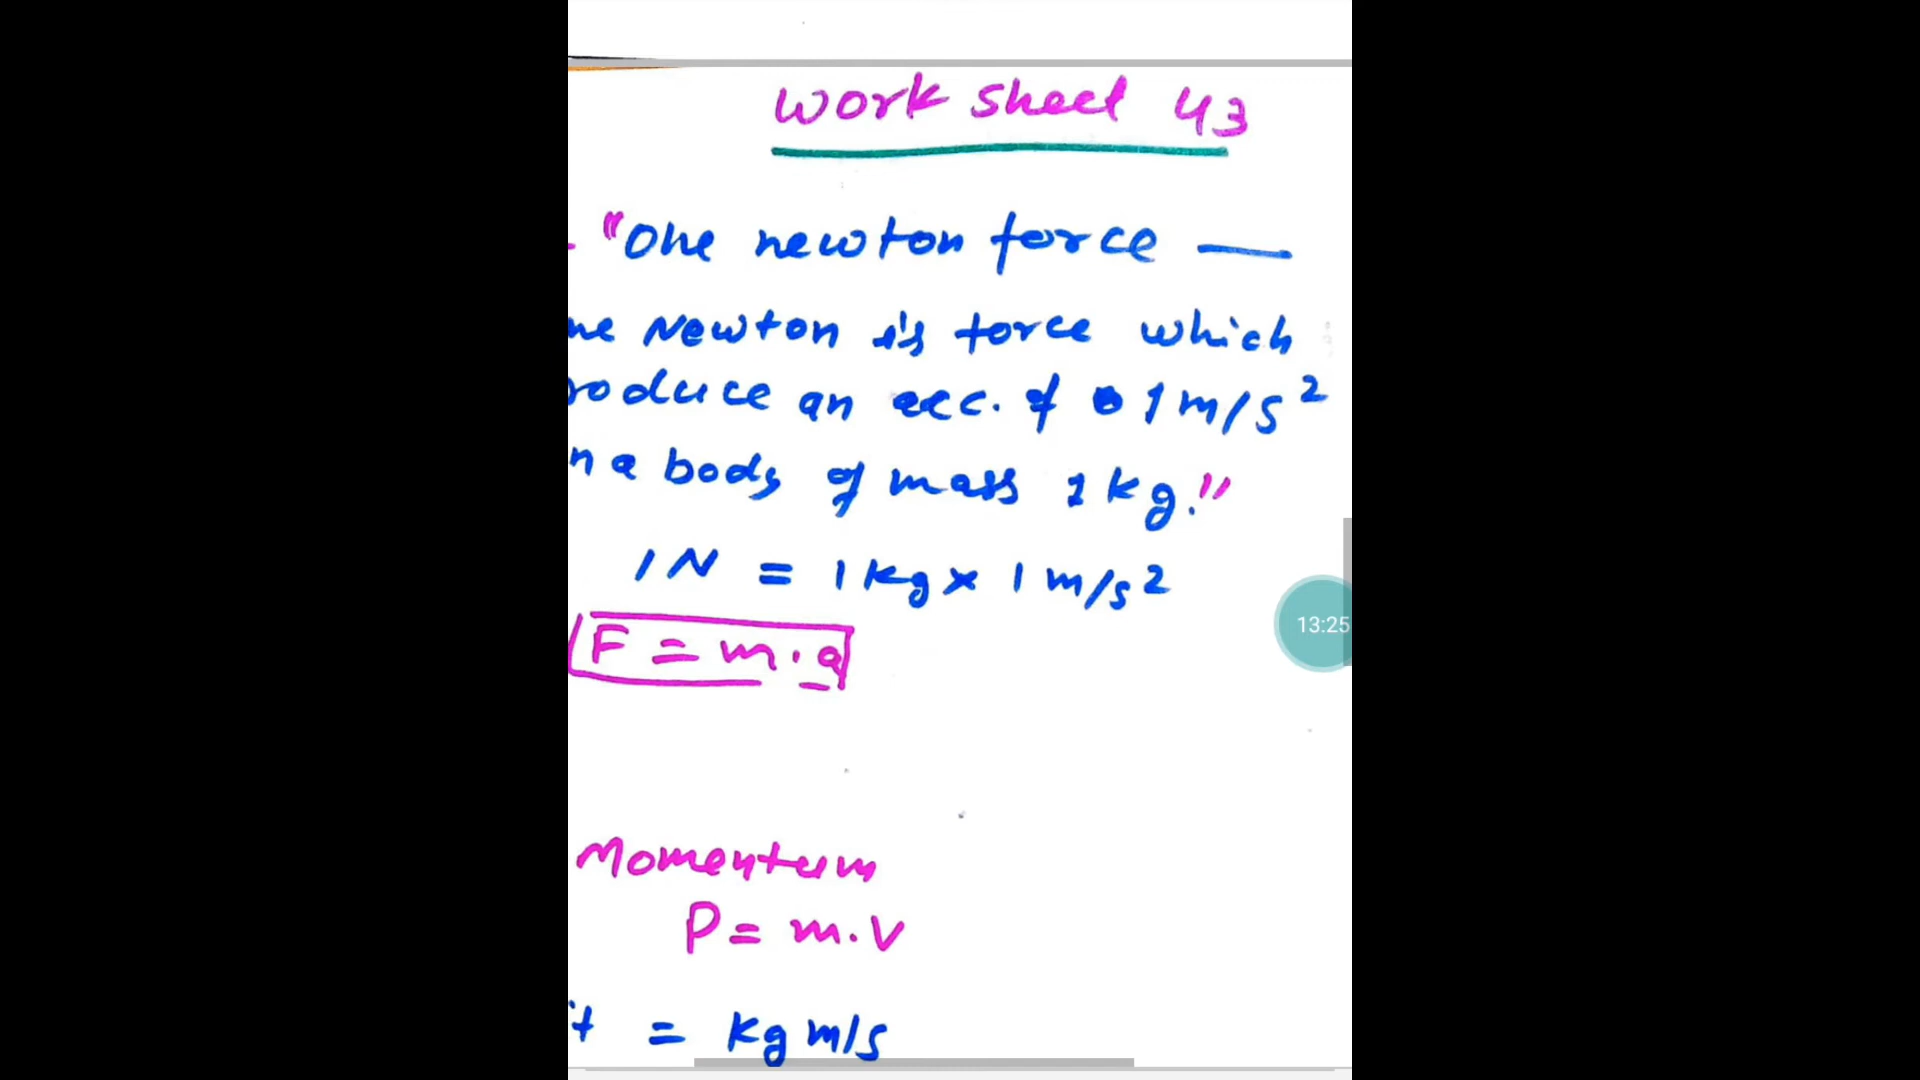 Work sheet 43
"One newton force —
ne Newton is force which
roduce an acc. of 1 m/s²
n a body of mass 1 kg."
1N = 1kg x 1 m/s²
F = m.a
13:25
Momentum
P = m.v
it = kg m/s